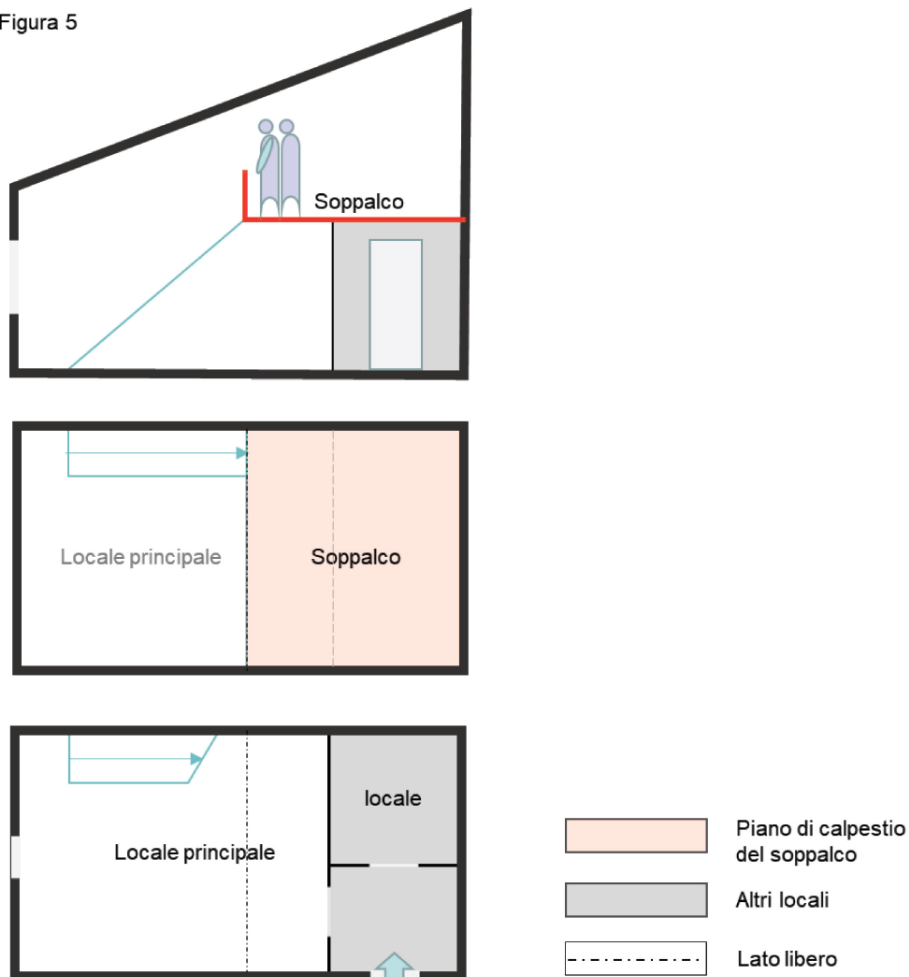 Figura 5
Soppalco
Locale principale
Soppalco
locale
Locale principale
Piano di calpestio
del soppalco
Altri locali
Lato libero